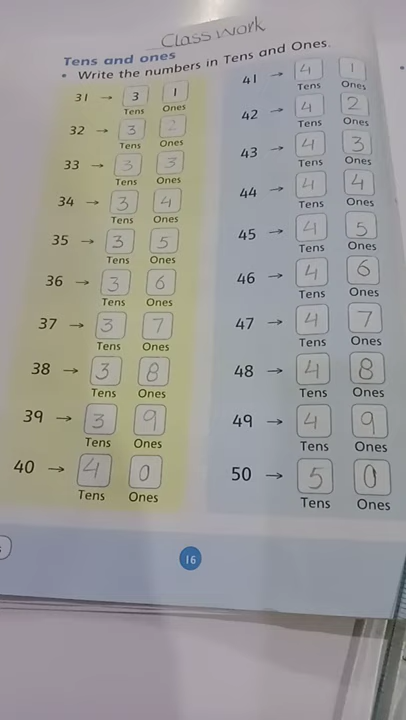 Class work
Tens and ones
• Write the numbers in Tens and Ones.
31 → 3 1
Tens Ones
32 → 3 2
Tens Ones
33 → 3 3
Tens Ones
34 → 3 4
Tens Ones
35 → 3 5
Tens Ones
36 → 3 6
Tens Ones
37 → 3 7
Tens Ones
38 → 3 8
Tens Ones
39 → 3 9
Tens Ones
40 → 4 0
Tens Ones
41 → 4 1
Tens Ones
42 → 4 2
Tens Ones
43 → 4 3
Tens Ones
44 → 4 4
Tens Ones
45 → 4 5
Tens Ones
46 → 4 6
Tens Ones
47 → 4 7
Tens Ones
48 → 4 8
Tens Ones
49 → 4 9
Tens Ones
50 → 5 0
Tens Ones
16